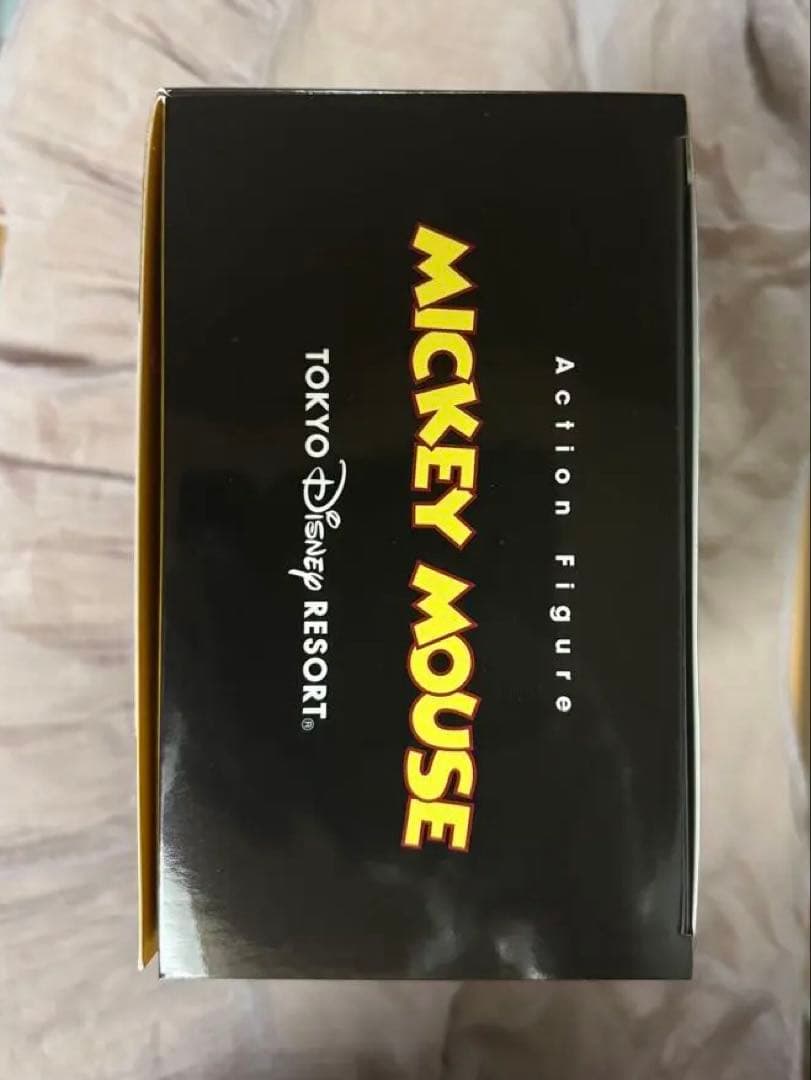 Action Figure
MICKEY MOUSE
TOKYO Disney RESORT®